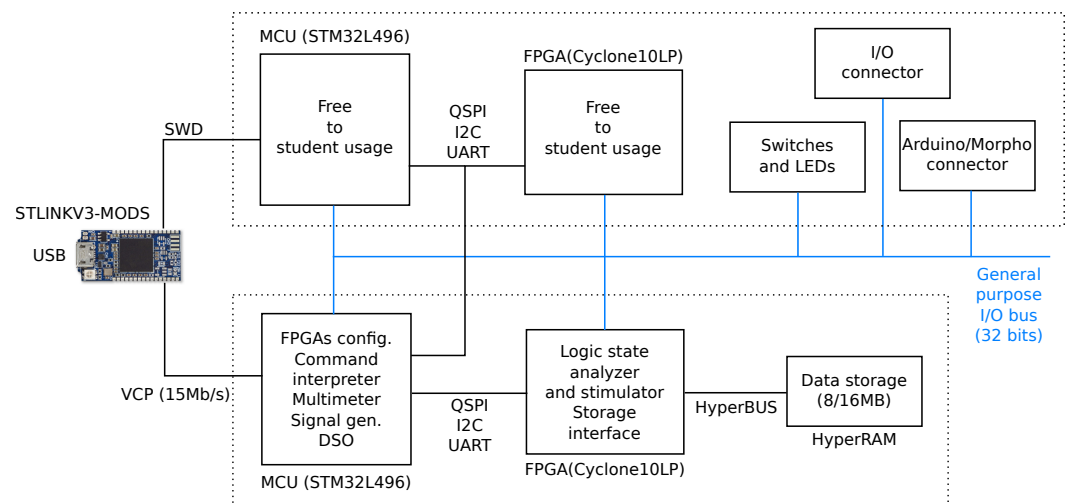 MCU (STM32L496)
Free
to
student usage
FPGA(Cyclone10LP)
Free
to
student usage
I/O
connector
QSPI
I2C
UART
SWD
Switches
and LEDs
Arduino/Morpho
connector
STLINKV3-MODS
USB
General
purpose
I/O bus
(32 bits)
VCP (15Mb/s)
FPGAs config.
Command
interpreter
Multimeter
Signal gen.
DSO
MCU (STM32L496)
QSPI
I2C
UART
Logic state
analyzer
and stimulator
Storage
interface
FPGA(Cyclone10LP)
HyperBUS
Data storage
(8/16MB)
HyperRAM